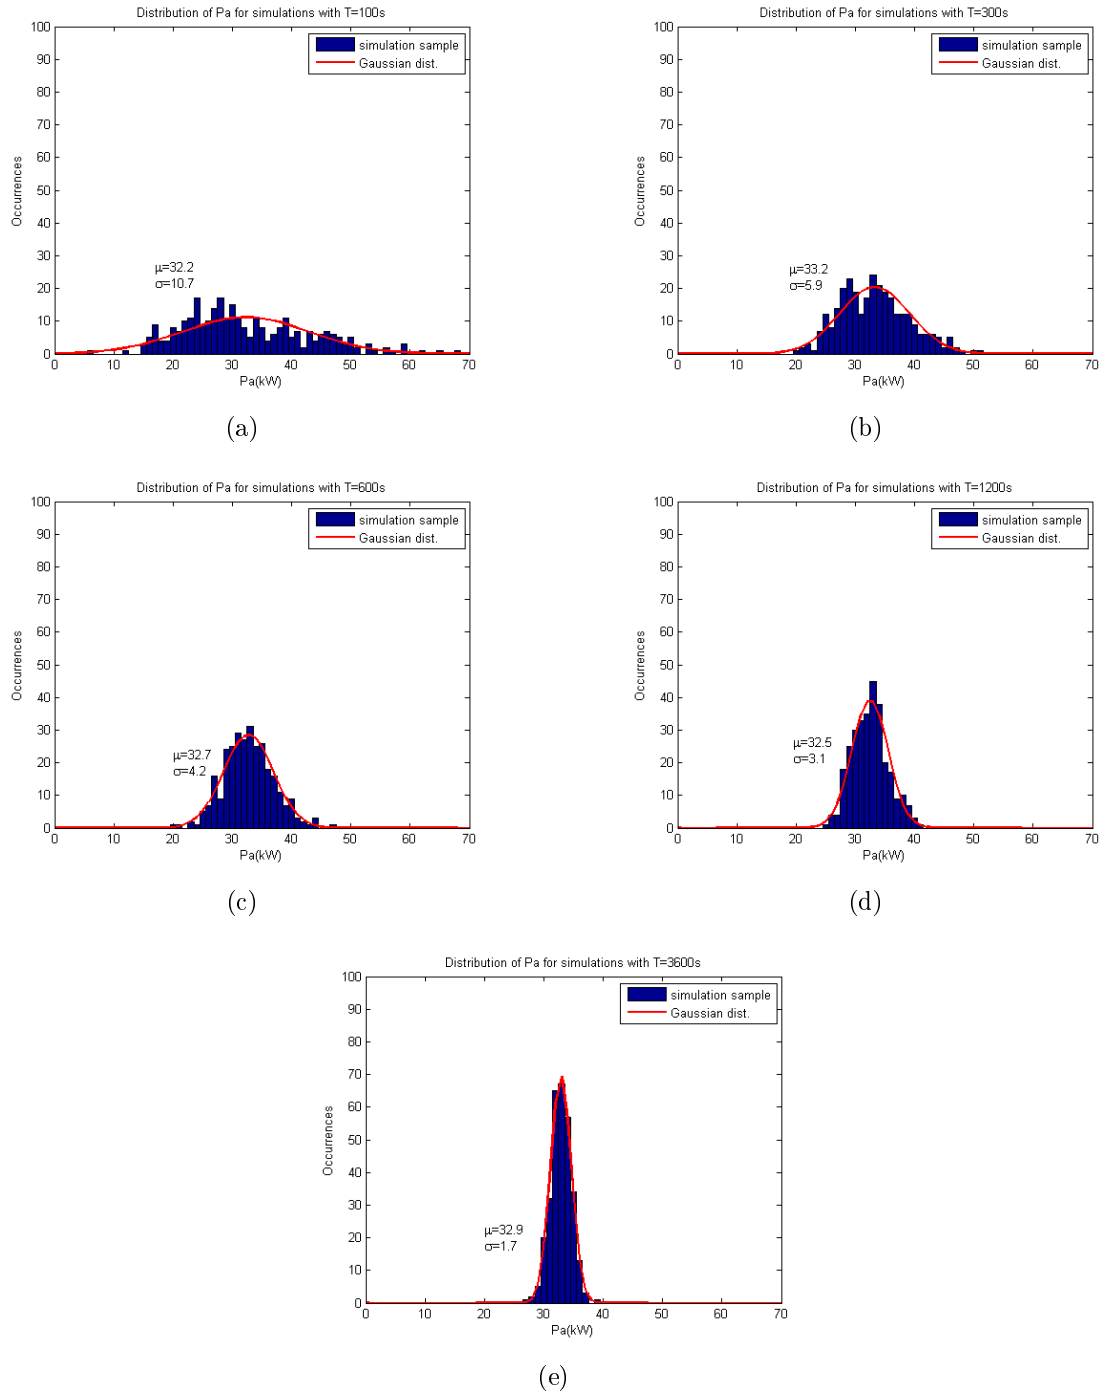 Distribution of Pa for simulations with T=100s
100
90
80
70
60
50
40
30
20
10
0
Occurrences
simulation sample
Gaussian dist.
μ=32.2
σ=10.7
0 10 20 30 40 50 60 70
Pa(kW)
(a)
Distribution of Pa for simulations with T=300s
100
90
80
70
60
50
40
30
20
10
0
Occurrences
simulation sample
Gaussian dist.
μ=33.2
σ=5.9
0 10 20 30 40 50 60 70
Pa(kW)
(b)
Distribution of Pa for simulations with T=600s
100
90
80
70
60
50
40
30
20
10
0
Occurrences
simulation sample
Gaussian dist.
μ=32.7
σ=4.2
0 10 20 30 40 50 60 70
Pa(kW)
(c)
Distribution of Pa for simulations with T=1200s
100
90
80
70
60
50
40
30
20
10
0
Occurrences
simulation sample
Gaussian dist.
μ=32.5
σ=3.1
0 10 20 30 40 50 60 70
Pa(kW)
(d)
Distribution of Pa for simulations with T=3600s
100
90
80
70
60
50
40
30
20
10
0
Occurrences
simulation sample
Gaussian dist.
μ=32.9
σ=1.7
0 10 20 30 40 50 60 70
Pa(kW)
(e)